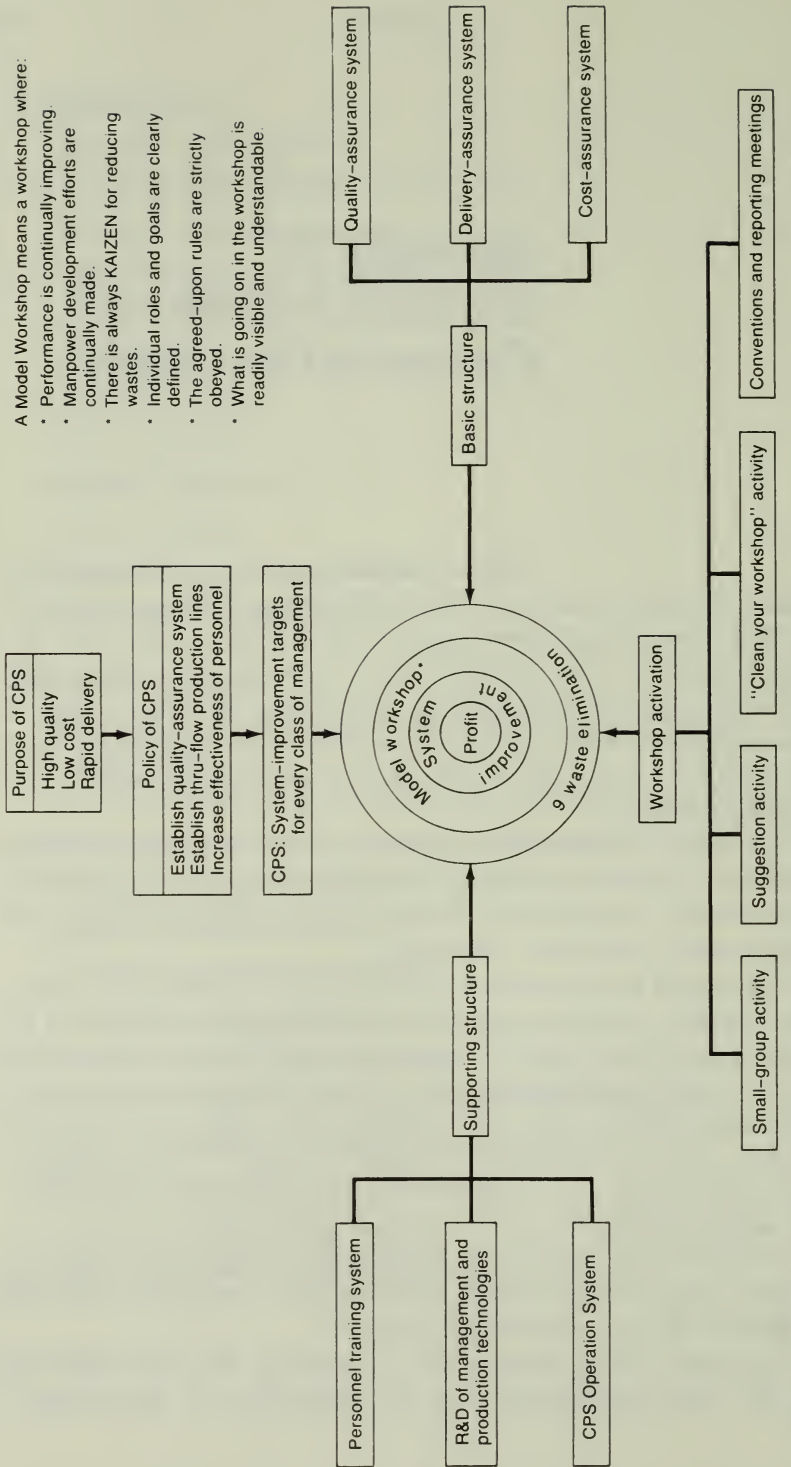 Purpose of CPS
High quality
Low cost
Rapid delivery
Policy of CPS
Establish quality-assurance system
Establish thru-flow production lines
Increase effectiveness of personnel
CPS: System-improvement targets
for every class of management
A Model Workshop means a workshop where:
* Performance is continually improving.
* Manpower development efforts are
continually made.
* There is always KAIZEN for reducing
wastes.
* Individual roles and goals are clearly
defined.
* The agreed-upon rules are strictly
obeyed.
* What is going on in the workshop is
readily visible and understandable.
Personnel training system
R&D of management and
production technologies
CPS Operation System
Supporting structure
Model workshop*
System
Profit
improvement
9 waste elimination
Basic structure
Quality-assurance system
Delivery-assurance system
Cost-assurance system
Workshop activation
Small-group activity
Suggestion activity
"Clean your workshop" activity
Conventions and reporting meetings